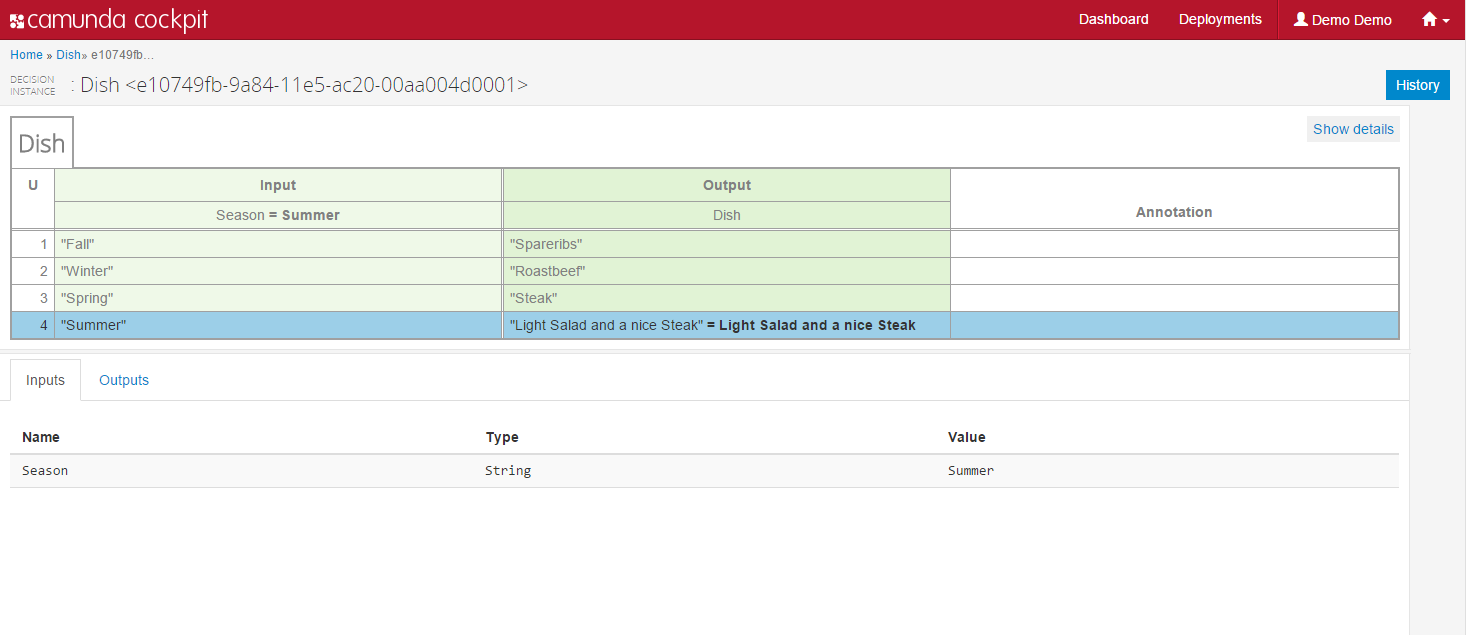 camunda cockpit Dashboard Deployments Demo Demo
Home » Dish» e10749fb...
DECISION INSTANCE : Dish <e10749fb-9a84-11e5-ac20-00aa004d0001> History
Dish Show details
U Input Output
Season = Summer Dish Annotation
1 "Fall" "Spareribs"
2 "Winter" "Roastbeef"
3 "Spring" "Steak"
4 "Summer" "Light Salad and a nice Steak" = Light Salad and a nice Steak
Inputs Outputs
Name Type Value
Season String Summer